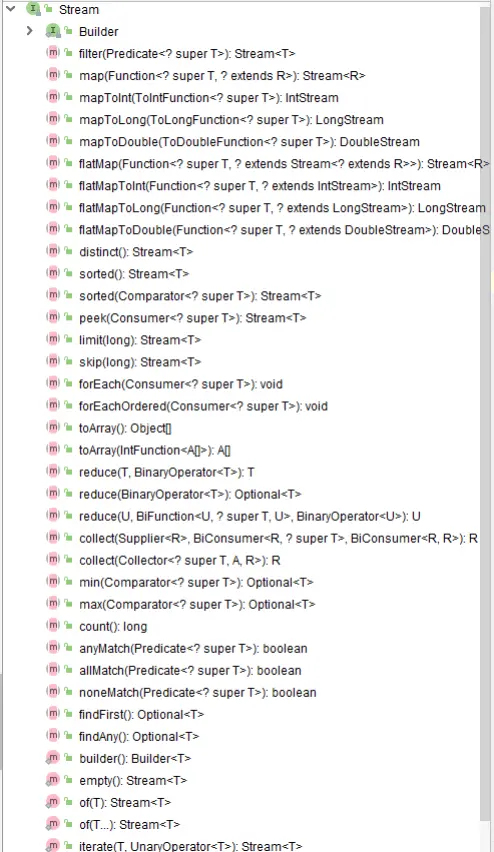 Stream
Builder
filter(Predicate<? super T>): Stream<T>
map(Function<? super T, ? extends R>): Stream<R>
mapToInt(ToIntFunction<? super T>): IntStream
mapToLong(ToLongFunction<? super T>): LongStream
mapToDouble(ToDoubleFunction<? super T>): DoubleStream
flatMap(Function<? super T, ? extends Stream<? extends R>>): Stream<R>
flatMapToInt(Function<? super T, ? extends IntStream>): IntStream
flatMapToLong(Function<? super T, ? extends LongStream>): LongStream
flatMapToDouble(Function<? super T, ? extends DoubleStream>): DoubleS
distinct(): Stream<T>
sorted(): Stream<T>
sorted(Comparator<? super T>): Stream<T>
peek(Consumer<? super T>): Stream<T>
limit(long): Stream<T>
skip(long): Stream<T>
forEach(Consumer<? super T>): void
forEachOrdered(Consumer<? super T>): void
toArray(): Object[]
toArray(IntFunction<A[]>): A[]
reduce(T, BinaryOperator<T>): T
reduce(BinaryOperator<T>): Optional<T>
reduce(U, BiFunction<U, ? super T, U>, BinaryOperator<U>): U
collect(Supplier<R>, BiConsumer<R, ? super T>, BiConsumer<R, R>): R
collect(Collector<? super T, A, R>): R
min(Comparator<? super T>): Optional<T>
max(Comparator<? super T>): Optional<T>
count(): long
anyMatch(Predicate<? super T>): boolean
allMatch(Predicate<? super T>): boolean
noneMatch(Predicate<? super T>): boolean
findFirst(): Optional<T>
findAny(): Optional<T>
builder(): Builder<T>
empty(): Stream<T>
of(T): Stream<T>
of(T...): Stream<T>
iterate(T, UnaryOperator<T>): Stream<T>